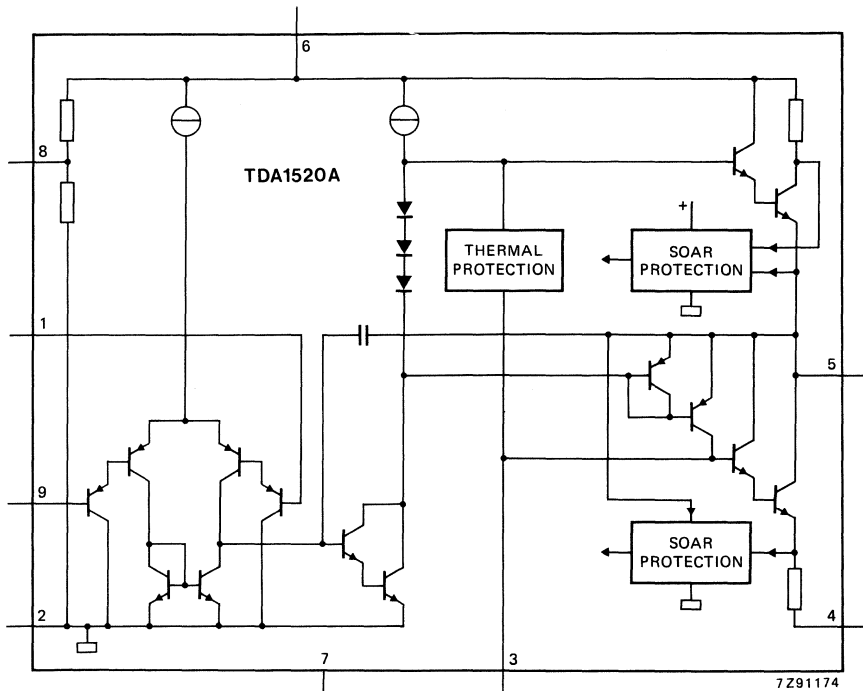 6
8
TDA1520A
+
THERMAL
PROTECTION
SOAR
PROTECTION
1
5
9
SOAR
PROTECTION
2
4
7
3
7Z91174